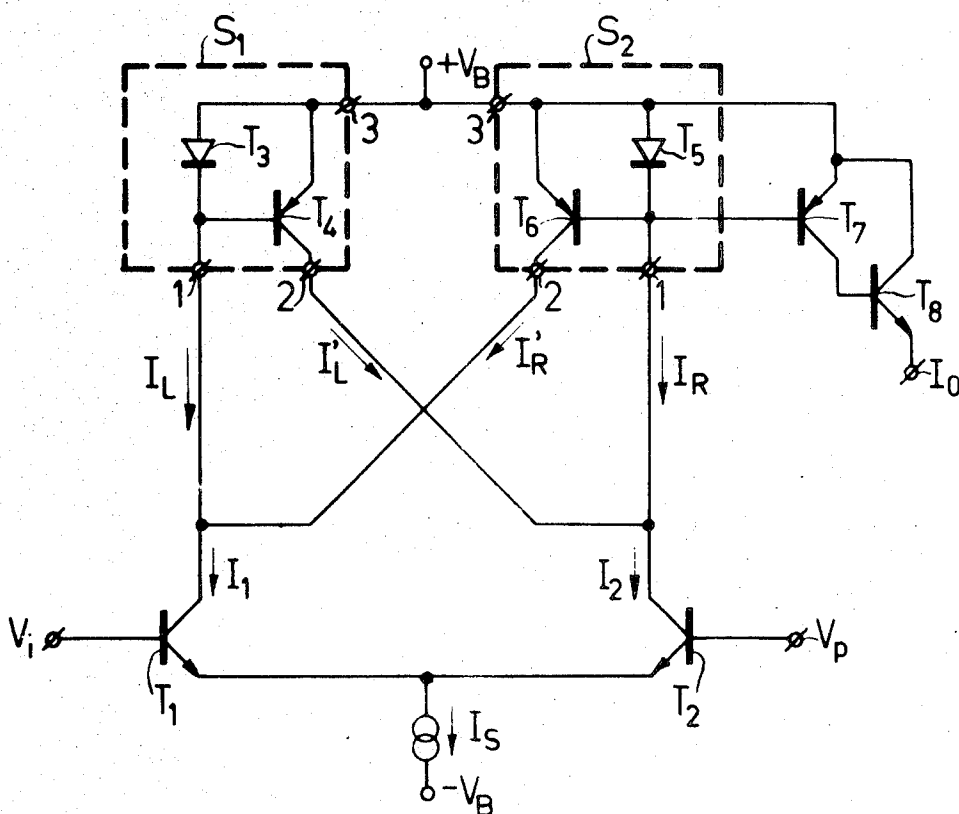 S1
S2
+VB
3
3
T3
T5
T4
T6
T7
T8
1
2
2
1
IL
I'L
I'R
IR
I0
I1
I2
Vi
Vp
T1
T2
IS
-VB